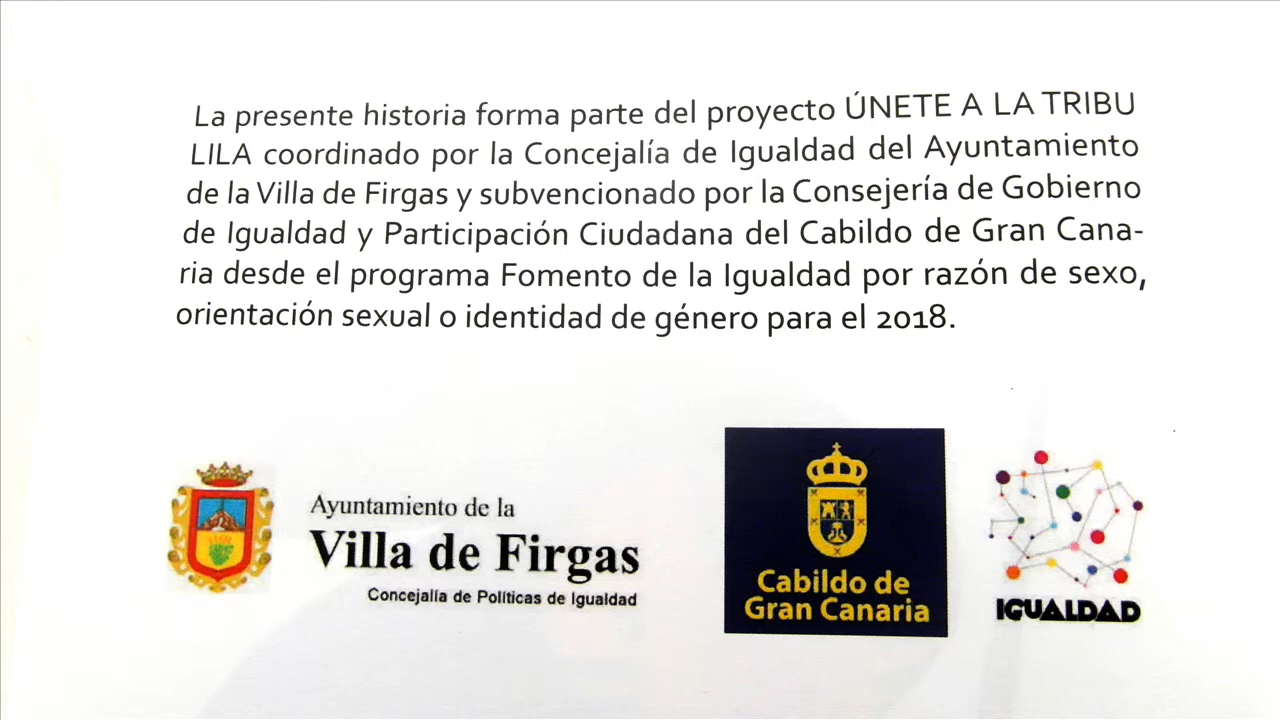 La presente historia forma parte del proyecto ÚNETE A LA TRIBU
LILA coordinado por la Concejalía de Igualdad del Ayuntamiento
de la Villa de Firgas y subvencionado por la Consejería de Gobierno
de Igualdad y Participación Ciudadana del Cabildo de Gran Cana-
ria desde el programa Fomento de la Igualdad por razón de sexo,
orientación sexual o identidad de género para el 2018.
Ayuntamiento de la
Villa de Firgas
Concejalía de Políticas de Igualdad
Cabildo de
Gran Canaria
IGUALDAD